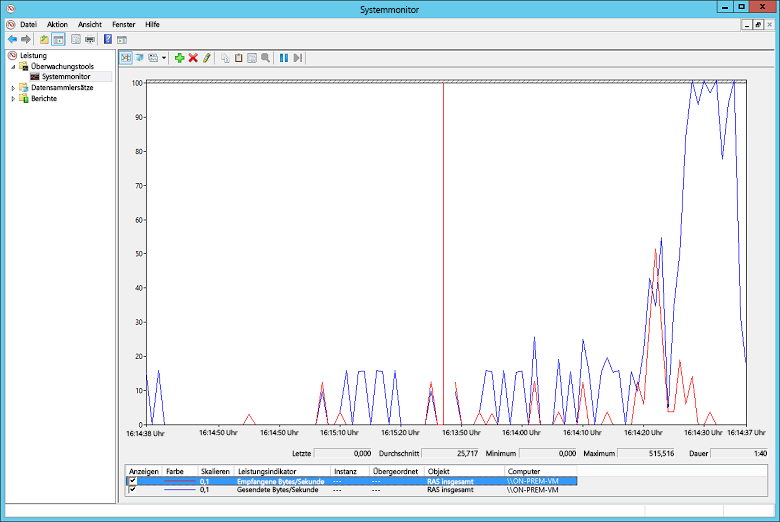 Systemmonitor
Datei Aktion Ansicht Fenster Hilfe
Leistung
Überwachungstools
Systemmonitor
Datensammlersätze
Berichte
100
90
80
70
60
50
40
30
20
10
0
16:14:38 Uhr 16:14:50 Uhr 16:14:50 Uhr 16:15:10 Uhr 16:15:20 Uhr 16:13:50 Uhr 16:14:00 Uhr 16:14:10 Uhr 16:14:20 Uhr 16:14:30 Uhr 16:14:37 Uhr
Letzte 0,000 Durchschnitt 25,717 Minimum 0,000 Maximum 515,516 Dauer 1:40
Anzeigen Farbe Skalieren Leistungsindikator Instanz Übergeordnet Objekt Computer
0,1 Empfangene Bytes/Sekunde --- --- RAS insgesamt \\ON-PREM-VM
0,1 Gesendete Bytes/Sekunde --- --- RAS insgesamt \\ON-PREM-VM